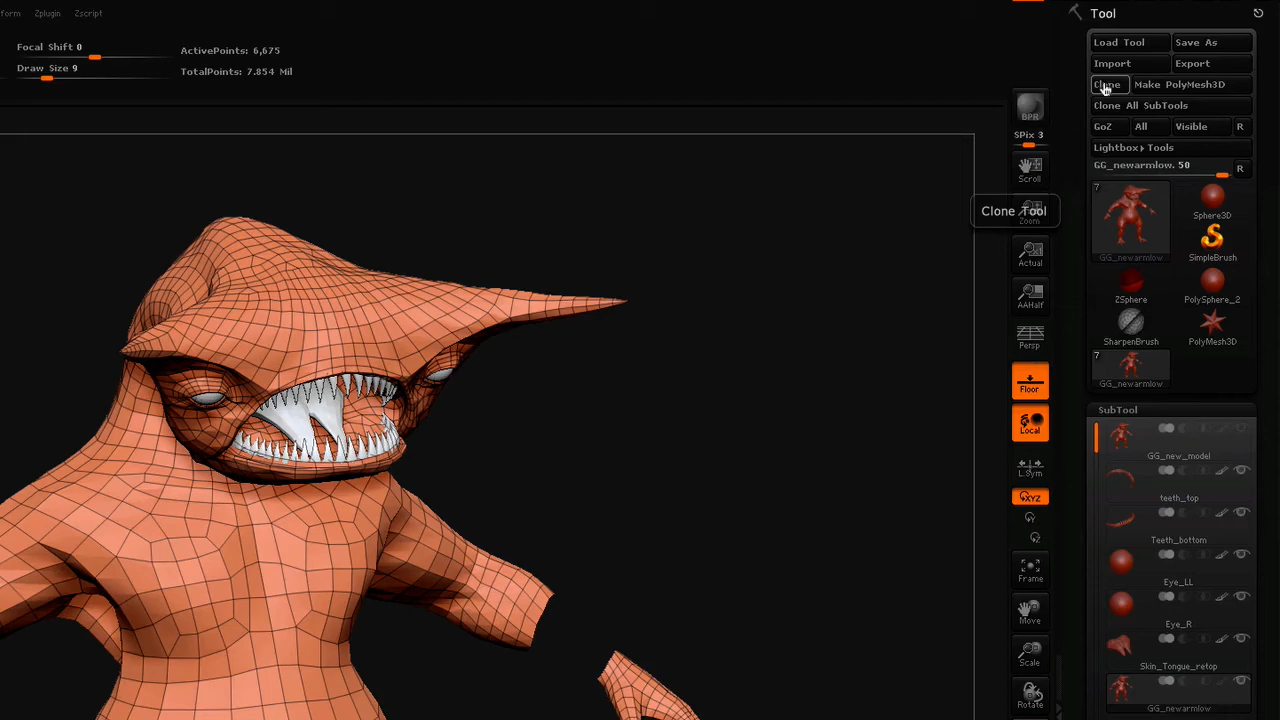 form Zplugin Zscript
Focal Shift 0
Draw Size 9
ActivePoints: 6,675
TotalPoints: 7.854 Mil
BPR
SPix 3
Scroll
Zoom
Clone Tool
Actual
AAHalf
Persp
Floor
Local
L.Sym
XYZ
Frame
Move
Scale
Rotate
Tool
Load Tool Save As
Import Export
Clone Make PolyMesh3D
Clone All SubTools
GoZ All Visible R
Lightbox▸Tools
GG_newarmlow. 50 R
7
GG_newarmlow
Sphere3D
SimpleBrush
ZSphere
PolySphere_2
SharpenBrush
PolyMesh3D
7
GG_newarmlow
SubTool
GG_new_model
teeth_top
Teeth_bottom
Eye_LL
Eye_R
Skin_Tongue_retop
GG_newarmlow